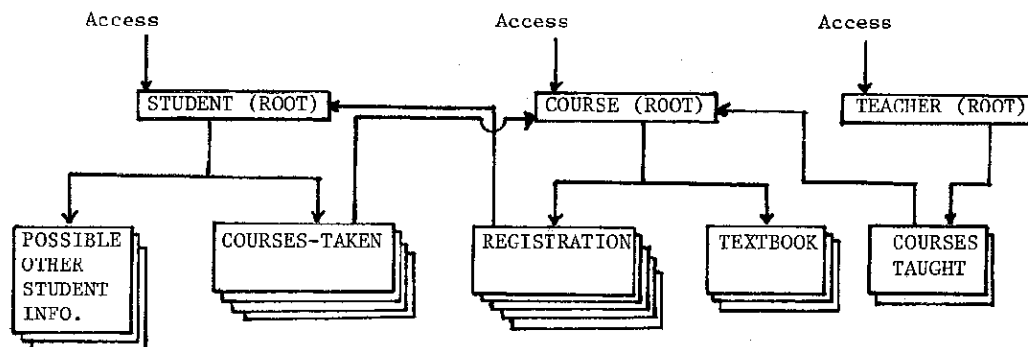 Access
Access
Access
STUDENT (ROOT)
COURSE (ROOT)
TEACHER (ROOT)
POSSIBLE
OTHER
STUDENT
INFO.
COURSES-TAKEN
REGISTRATION
TEXTBOOK
COURSES
TAUGHT